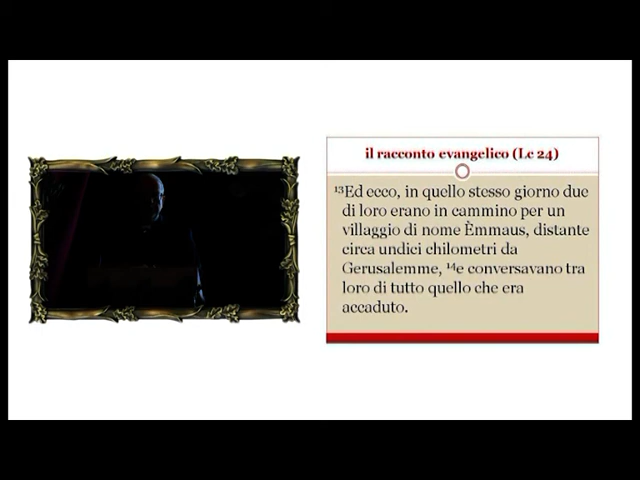 il racconto evangelico (Lc 24)
¹³Ed ecco, in quello stesso giorno due
di loro erano in cammino per un
villaggio di nome Èmmaus, distante
circa undici chilometri da
Gerusalemme, ¹⁴e conversavano tra
loro di tutto quello che era
accaduto.